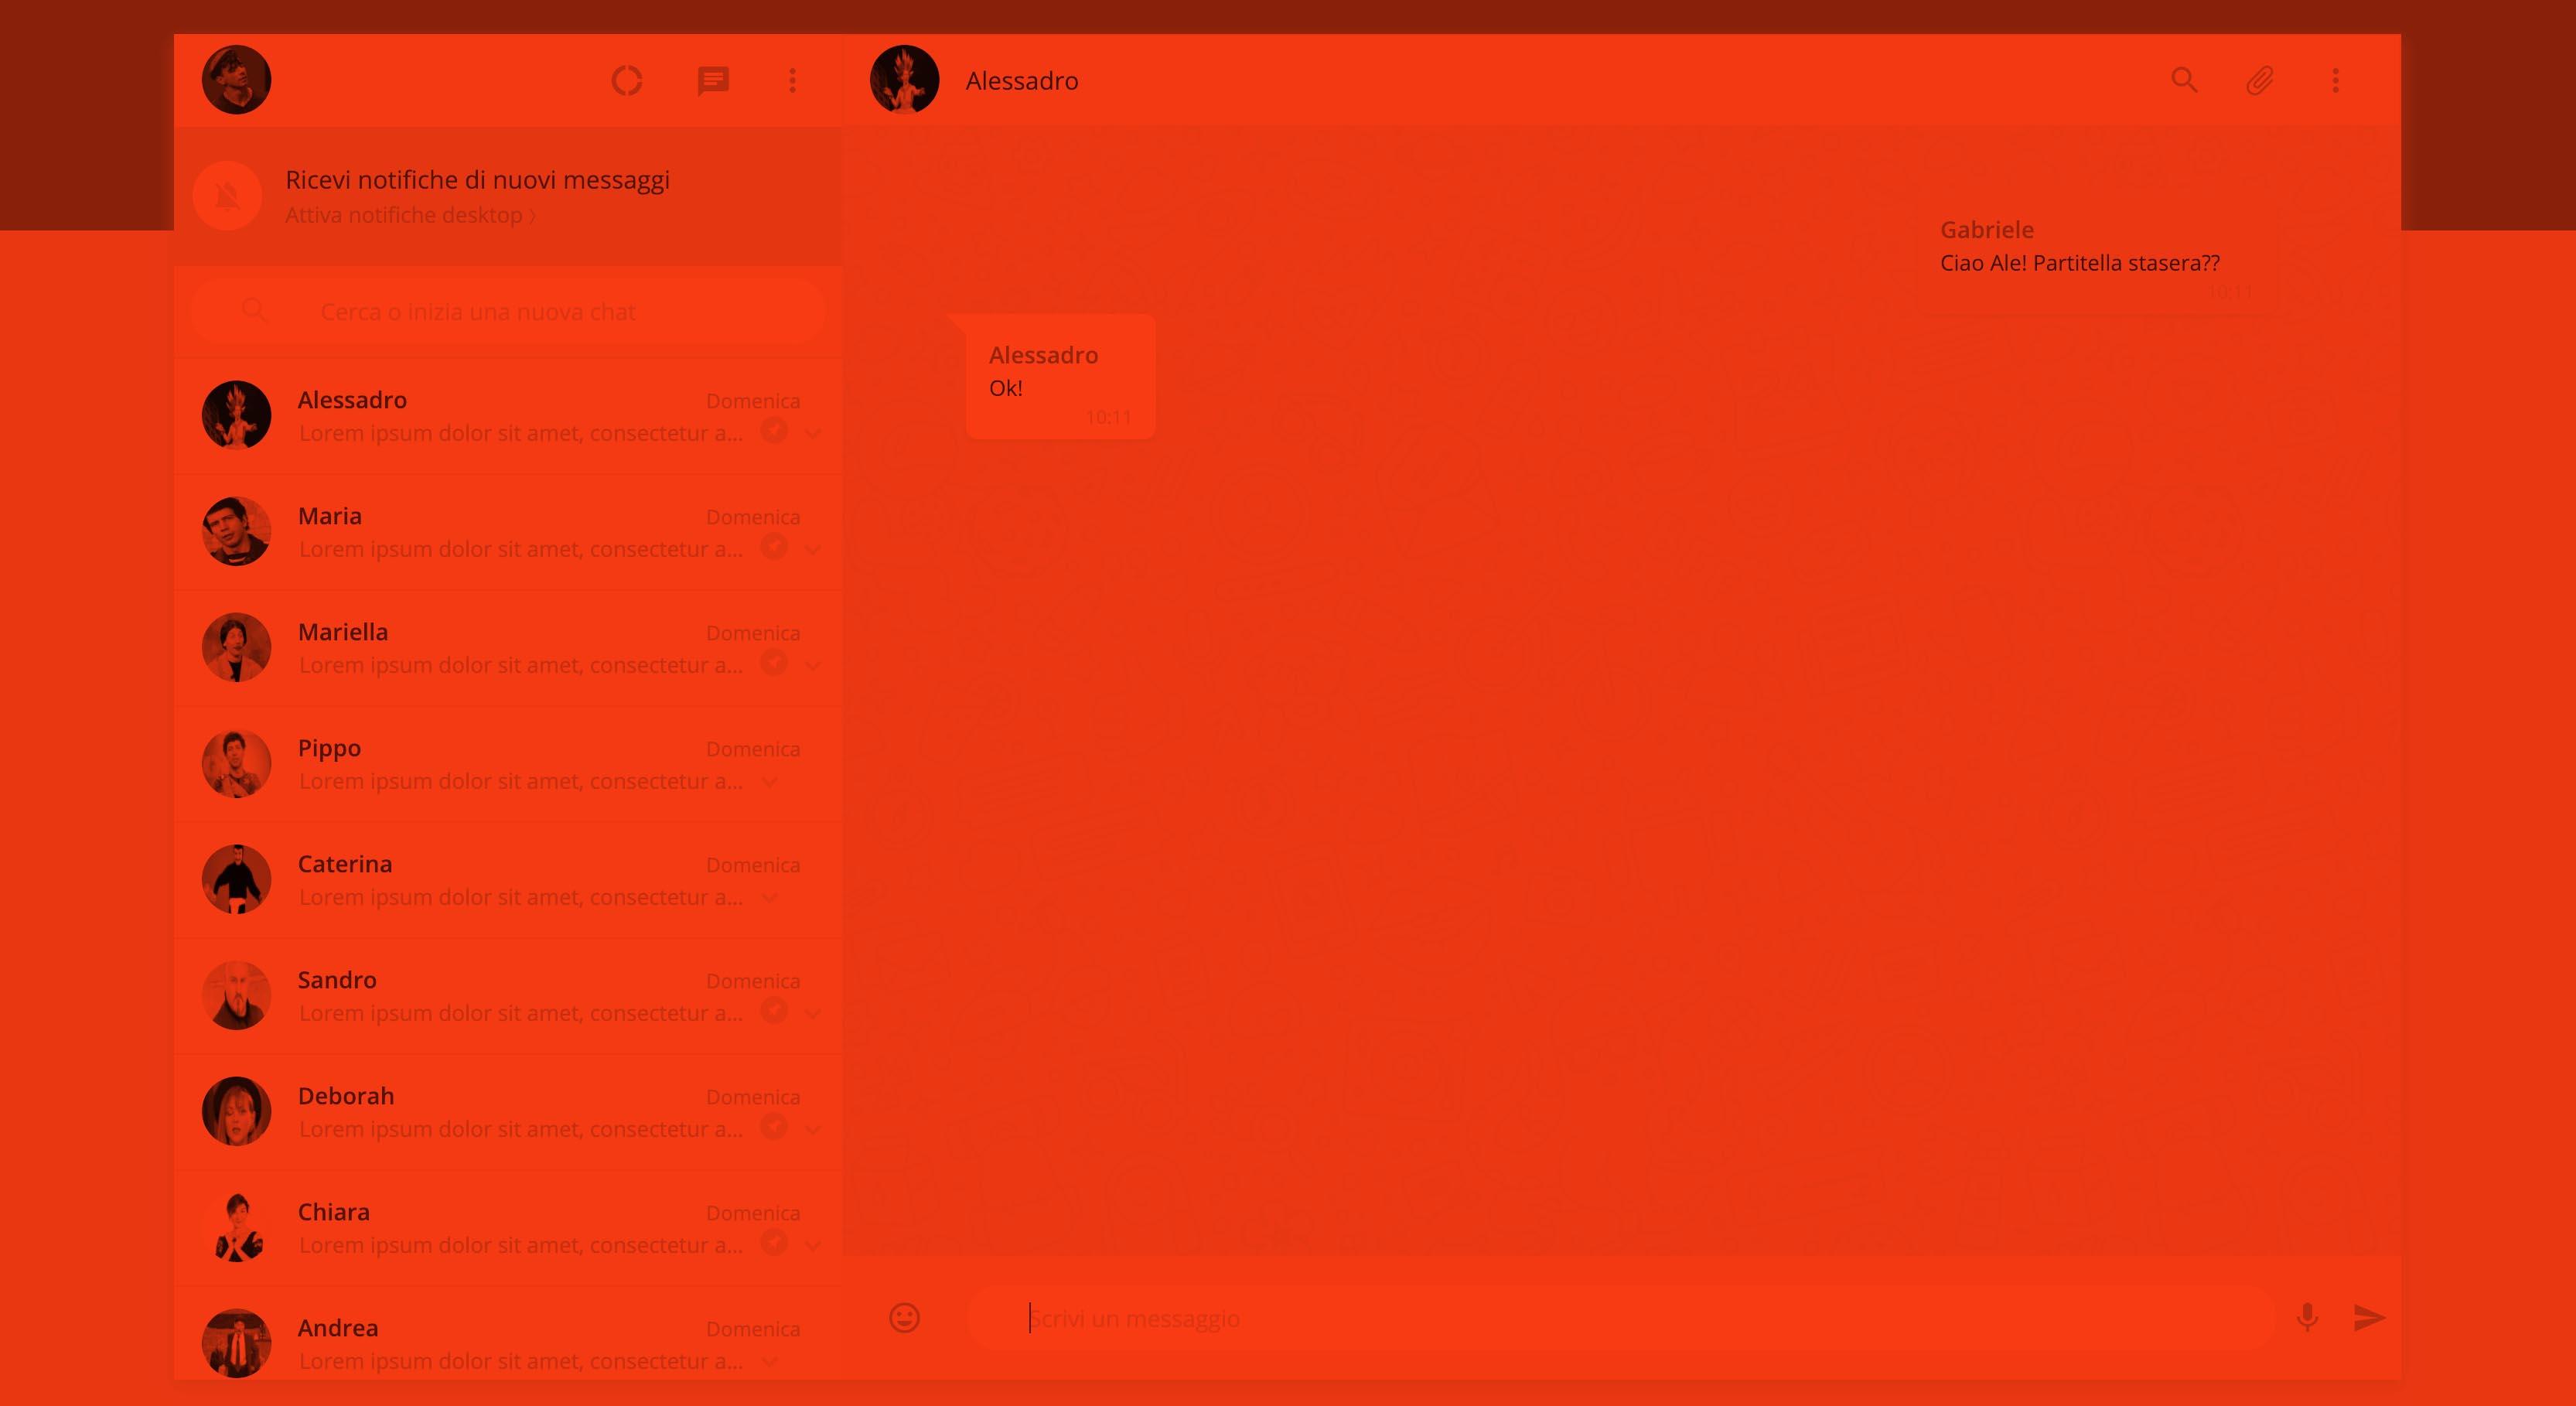 Alessadro
Ricevi notifiche di nuovi messaggi
Attiva notifiche desktop ›
Cerca o inizia una nuova chat
Alessadro
Domenica
Lorem ipsum dolor sit amet, consectetur a...
Maria
Domenica
Lorem ipsum dolor sit amet, consectetur a...
Mariella
Domenica
Lorem ipsum dolor sit amet, consectetur a...
Pippo
Domenica
Lorem ipsum dolor sit amet, consectetur a...
Caterina
Domenica
Lorem ipsum dolor sit amet, consectetur a...
Sandro
Domenica
Lorem ipsum dolor sit amet, consectetur a...
Deborah
Domenica
Lorem ipsum dolor sit amet, consectetur a...
Chiara
Domenica
Lorem ipsum dolor sit amet, consectetur a...
Andrea
Domenica
Lorem ipsum dolor sit amet, consectetur a...
Gabriele
Ciao Ale! Partitella stasera??
10:11
Alessadro
Ok!
10:11
Scrivi un messaggio